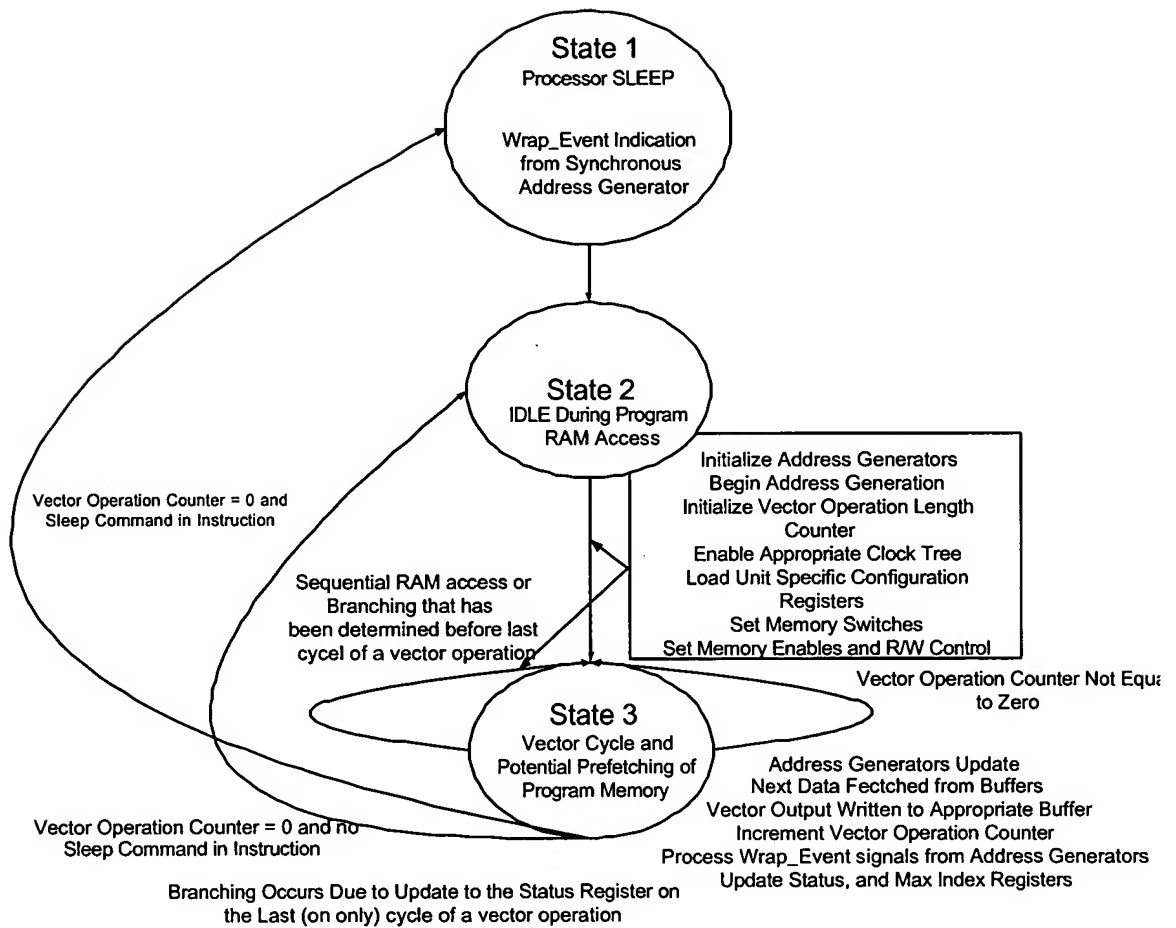 State 1
Processor SLEEP
Wrap_Event Indication
from Synchronous
Address Generator
State 2
IDLE During Program
RAM Access
Initialize Address Generators
Begin Address Generation
Initialize Vector Operation Length
Counter
Enable Appropriate Clock Tree
Load Unit Specific Configuration
Registers
Set Memory Switches
Set Memory Enables and R/W Control
Vector Operation Counter = 0 and
Sleep Command in Instruction
Sequential RAM access or
Branching that has
been determined before last
cycel of a vector operation
Vector Operation Counter Not Equa
to Zero
State 3
Vector Cycle and
Potential Prefetching of
Program Memory
Address Generators Update
Next Data Fectched from Buffers
Vector Output Written to Appropriate Buffer
Increment Vector Operation Counter
Process Wrap_Event signals from Address Generators
Update Status, and Max Index Registers
Vector Operation Counter = 0 and no
Sleep Command in Instruction
Branching Occurs Due to Update to the Status Register on
the Last (on only) cycle of a vector operation